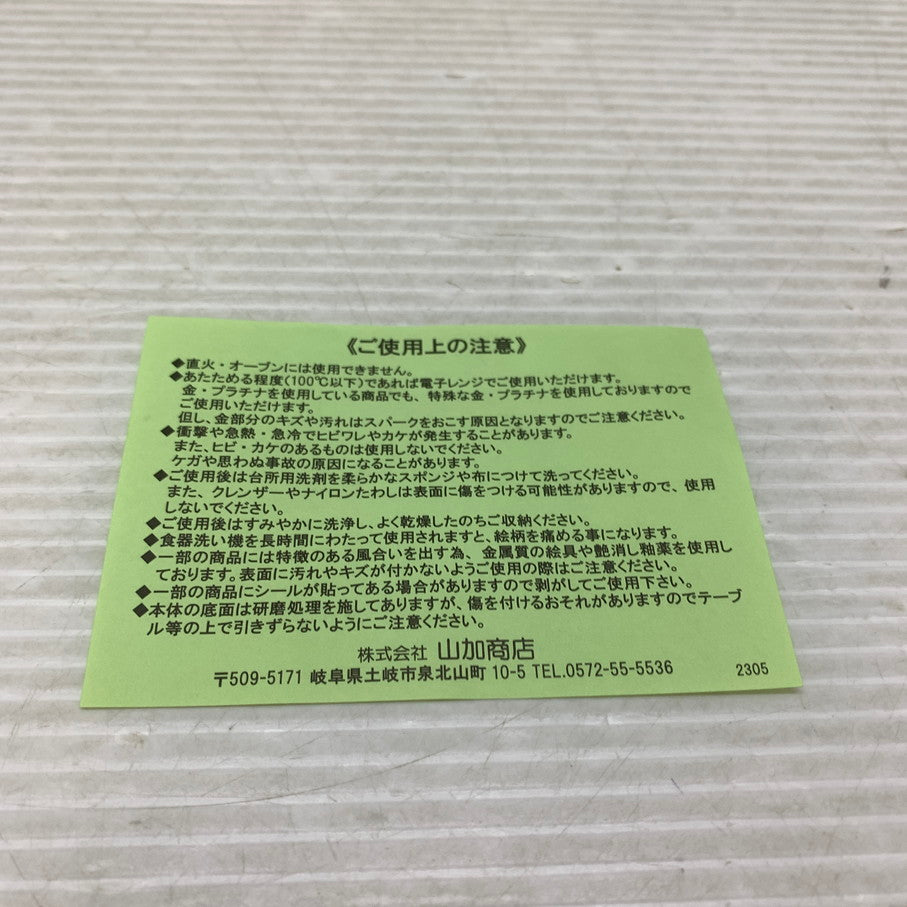 《ご使用上の注意》
◆直火・オーブンには使用できません。
◆あたためる程度(100℃以下)であれば電子レンジでご使用いただけます。
金・プラチナを使用している商品でも、特殊な金・プラチナを使用しておりますので
ご使用いただけます。
但し、金部分のキズや汚れはスパークをおこす原因となりますのでご注意ください。
◆衝撃や急熱・急冷でヒビワレやカケが発生することがあります。
また、ヒビ・カケのあるものは使用しないでください。
ケガや思わぬ事故の原因になることがあります。
◆ご使用後は台所用洗剤を柔らかなスポンジや布につけて洗ってください。
また、クレンザーやナイロンたわしは表面に傷をつける可能性がありますので、使用
しないでください。
◆ご使用後はすみやかに洗浄し、よく乾燥したのちご収納ください。
◆食器洗い機を長時間にわたって使用されますと、絵柄を痛める事になります。
◆一部の商品には特徴のある風合いを出す為、金属質の絵具や艶消し釉薬を使用し
ております。表面に汚れやキズが付かないようご使用の際はご注意ください。
◆一部の商品にシールが貼ってある場合がありますので剥がしてご使用下さい。
◆本体の底面は研磨処理を施してありますが、傷を付けるおそれがありますのでテーブ
ル等の上で引きずらないようにご注意ください。
株式会社 山加商店
〒509-5171 岐阜県土岐市泉北山町 10-5 TEL.0572-55-5536 2305